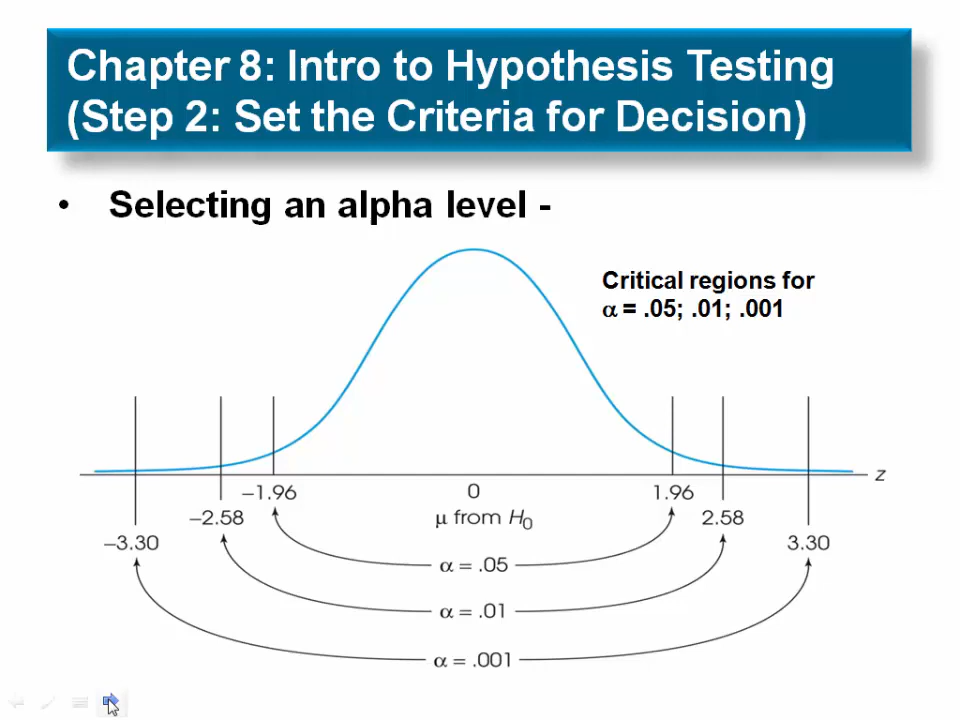 Chapter 8: Intro to Hypothesis Testing
(Step 2: Set the Criteria for Decision)
• Selecting an alpha level -
Critical regions for
α = .05; .01; .001
z
–1.96 0 1.96
–2.58 μ from H0 2.58
–3.30 3.30
α = .05
α = .01
α = .001